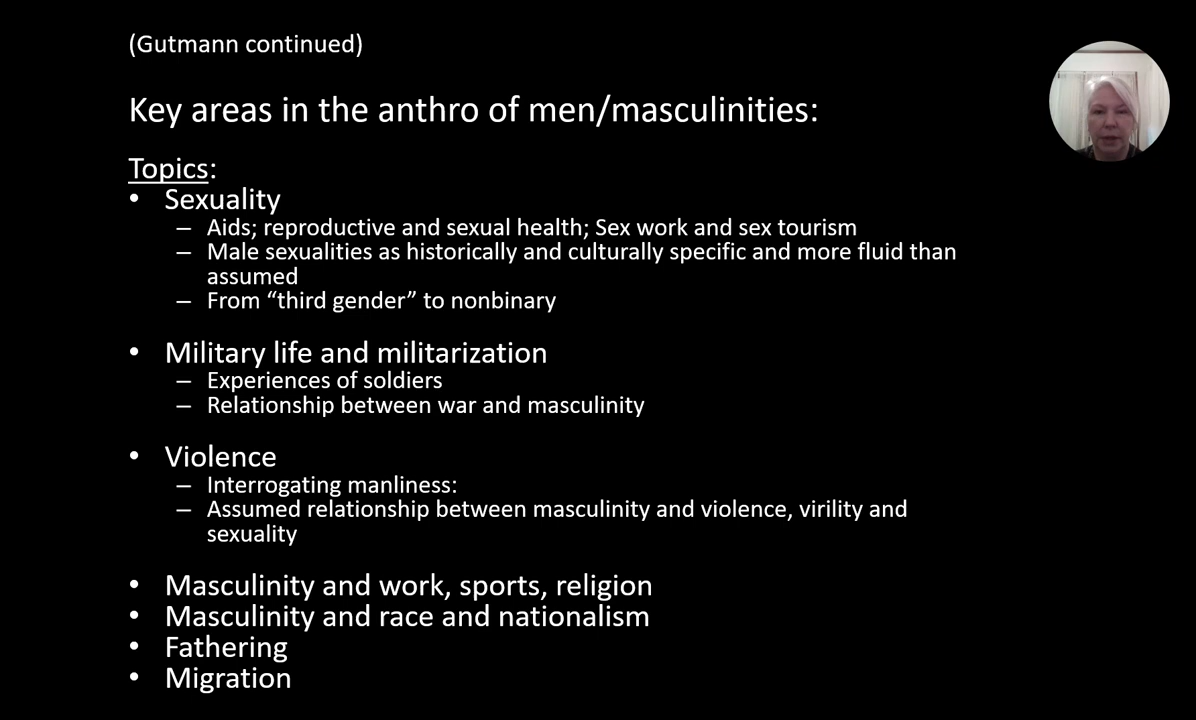 (Gutmann continued)
Key areas in the anthro of men/masculinities:
Topics:
• Sexuality
– Aids; reproductive and sexual health; Sex work and sex tourism
– Male sexualities as historically and culturally specific and more fluid than
assumed
– From “third gender” to nonbinary
• Military life and militarization
– Experiences of soldiers
– Relationship between war and masculinity
• Violence
– Interrogating manliness:
– Assumed relationship between masculinity and violence, virility and
sexuality
• Masculinity and work, sports, religion
• Masculinity and race and nationalism
• Fathering
• Migration